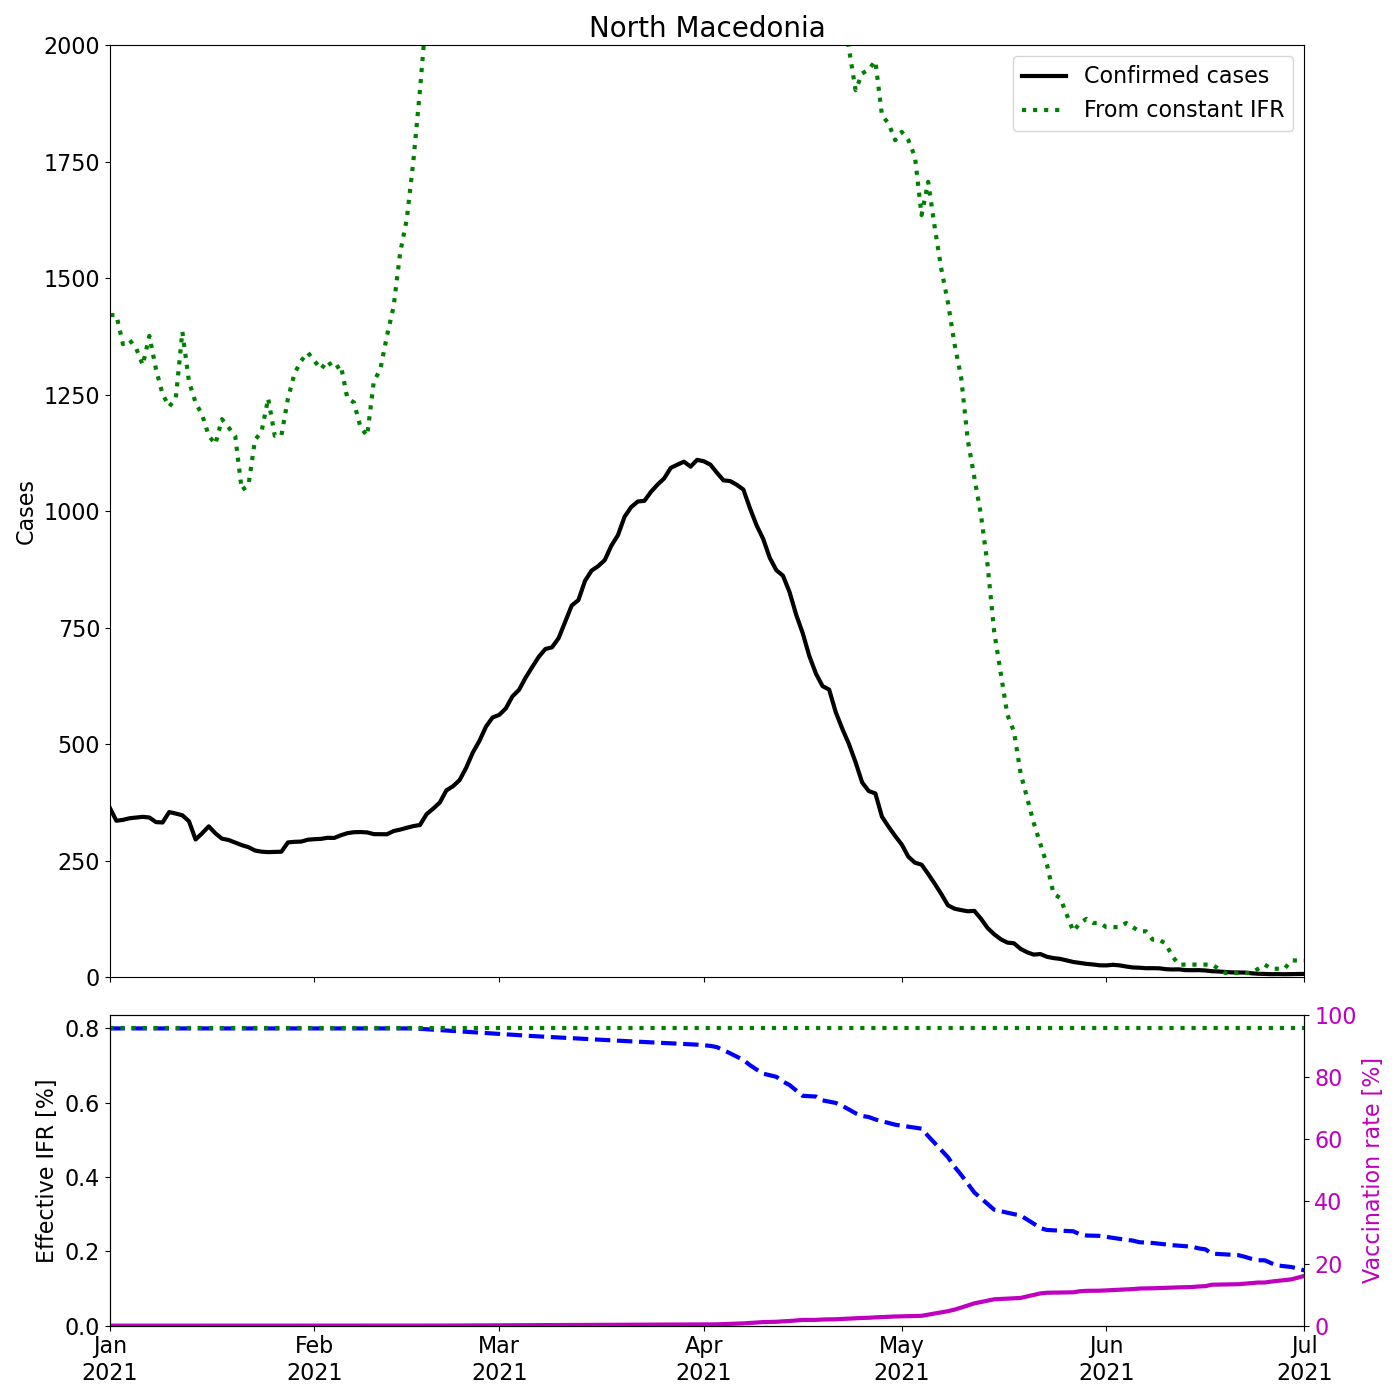 North Macedonia
2000
1750
1500
1250
1000
750
500
250
0
Cases
Confirmed cases
From constant IFR
0.8
0.6
0.4
0.2
0.0
Effective IFR [%]
100
80
60
40
20
0
Vaccination rate [%]
Jan Feb Mar Apr May Jun Jul
2021 2021 2021 2021 2021 2021 2021